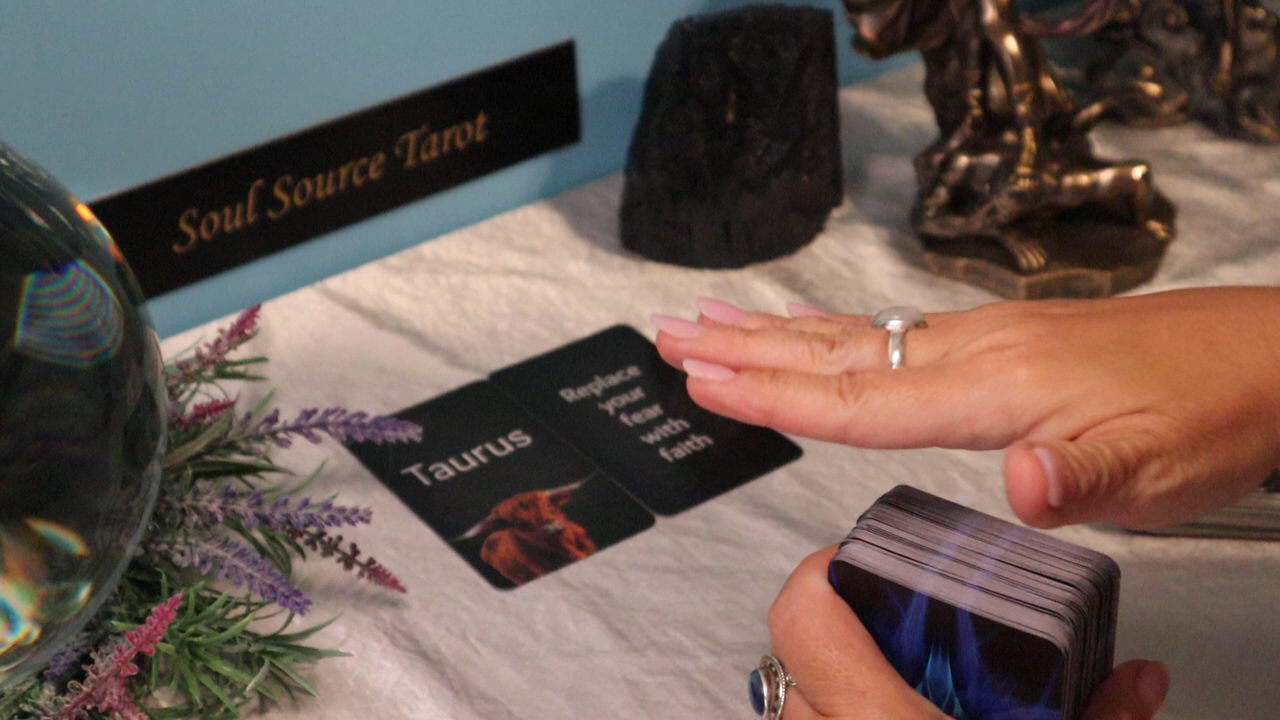 Soul Source Tarot
Taurus
Replace
your
fear
with
faith